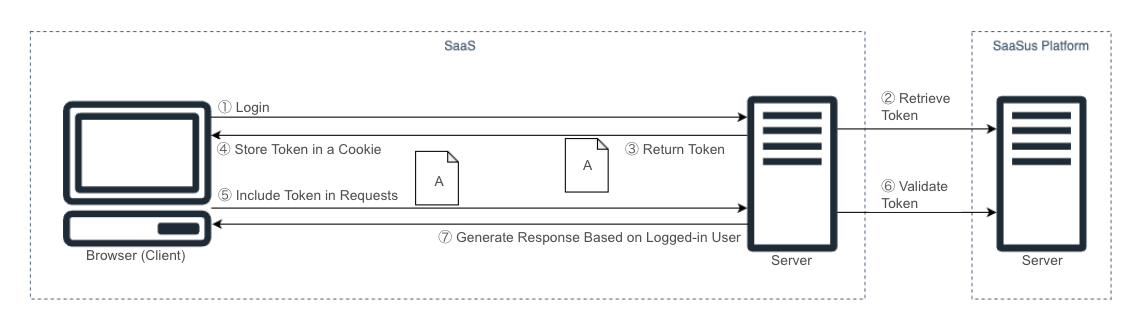 SaaS
SaaSus Platform
① Login
② Retrieve
Token
④ Store Token in a Cookie
③ Return Token
A
A
⑤ Include Token in Requests
⑥ Validate
Token
⑦ Generate Response Based on Logged-in User
Browser (Client)
Server
Server